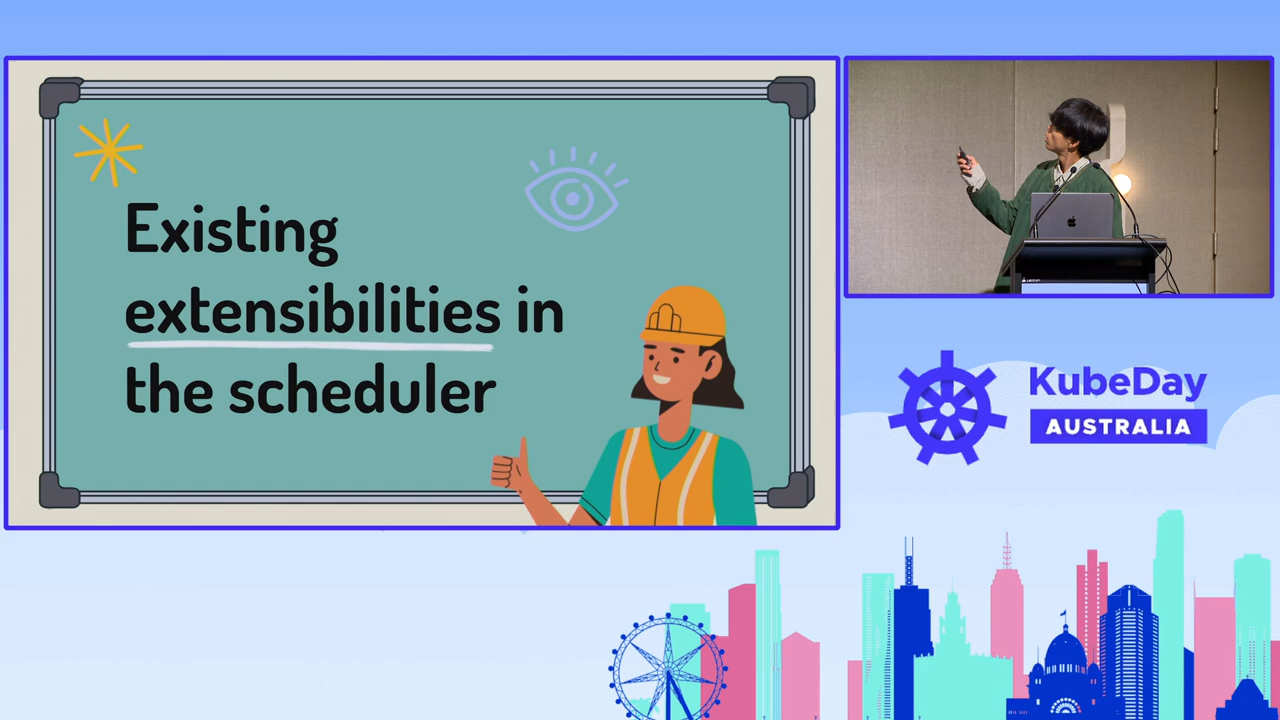 Existing
extensibilities in
the scheduler
KubeDay
AUSTRALIA